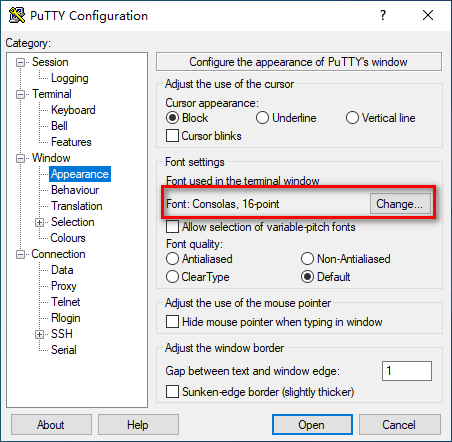 PuTTY Configuration
?
Category:
Session
Logging
Terminal
Keyboard
Bell
Features
Window
Appearance
Behaviour
Translation
Selection
Colours
Connection
Data
Proxy
Telnet
Rlogin
SSH
Serial
Configure the appearance of PuTTY's window
Adjust the use of the cursor
Cursor appearance:
Block Underline Vertical line
Cursor blinks
Font settings
Font used in the terminal window
Font: Consolas, 16-point Change...
Allow selection of variable-pitch fonts
Font quality:
Antialiased Non-Antialiased
ClearType Default
Adjust the use of the mouse pointer
Hide mouse pointer when typing in window
Adjust the window border
Gap between text and window edge: 1
Sunken-edge border (slightly thicker)
About Help Open Cancel